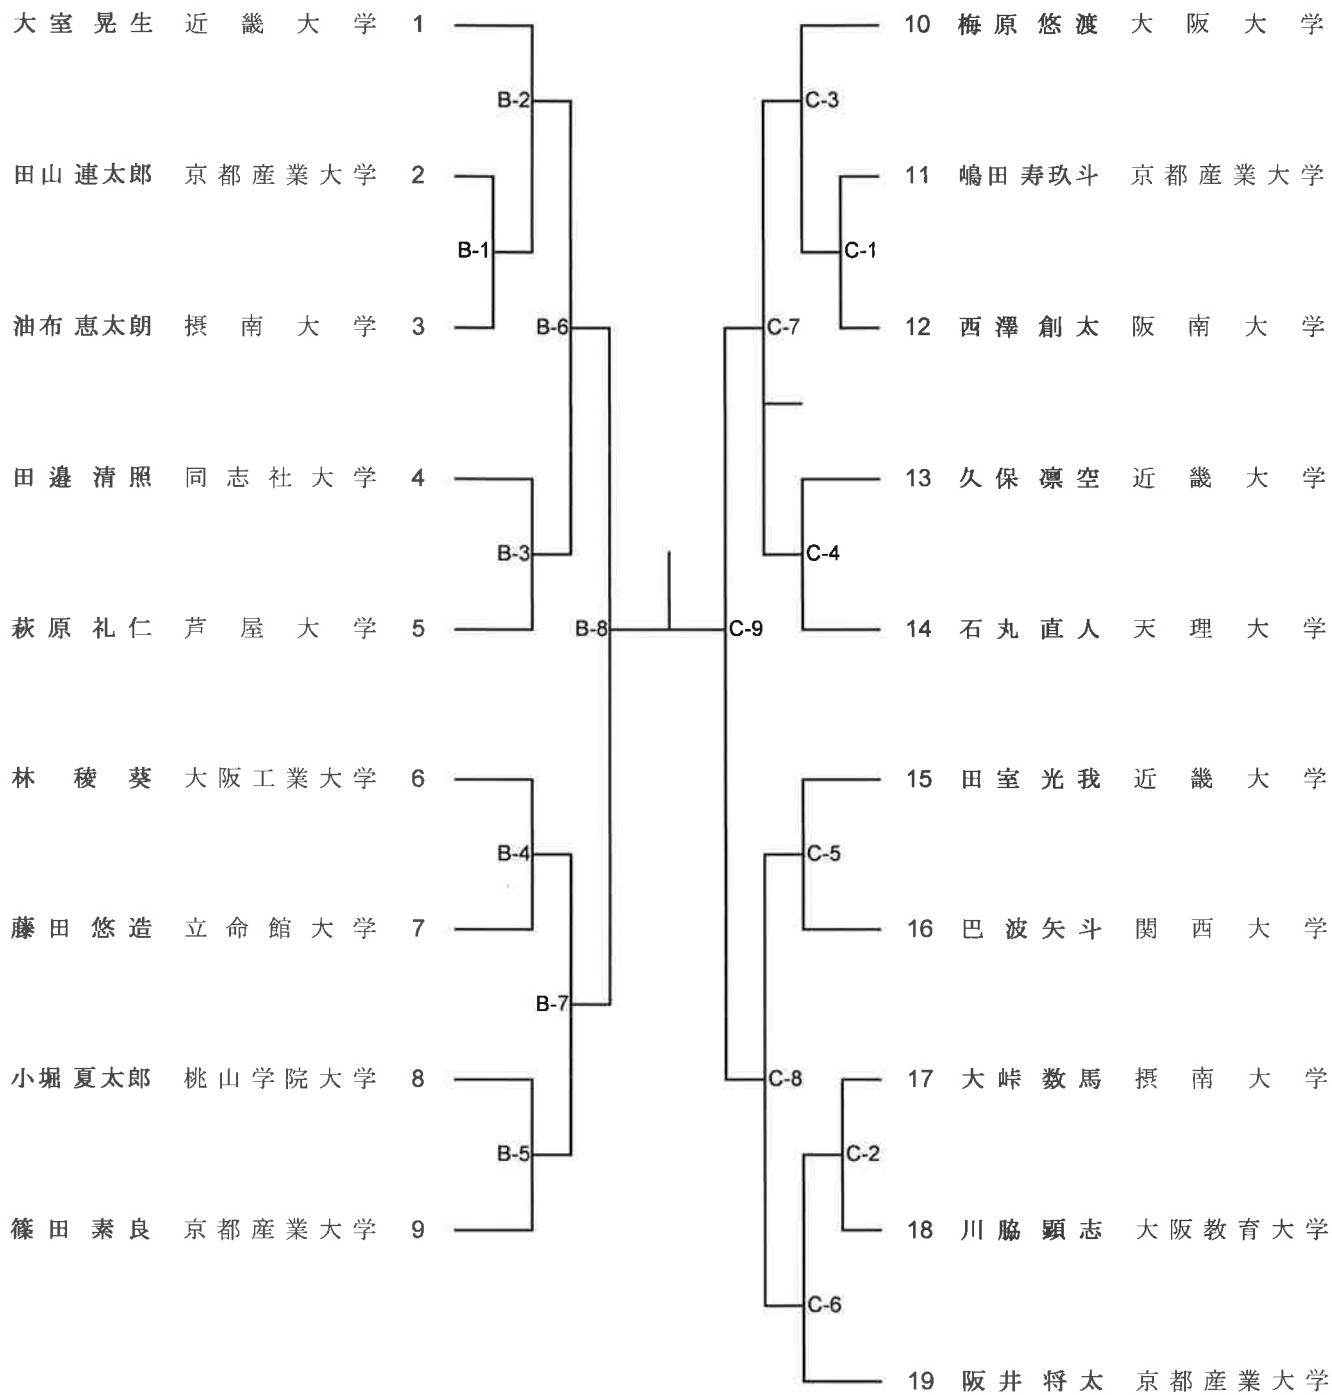 大室晃生 近畿大学 1
B-2
田山連太郎 京都産業大学 2
B-1
油布恵太朗 摂南大学 3
B-6
田邉清照 同志社大学 4
B-3
萩原礼仁 芦屋大学 5
B-8
林稜葵 大阪工業大学 6
B-4
藤田悠造 立命館大学 7
B-7
小堀夏太郎 桃山学院大学 8
B-5
篠田素良 京都産業大学 9
10 梅原悠渡 大阪大学
C-3
11 嶋田寿玖斗 京都産業大学
C-1
12 西澤創太 阪南大学
C-7
13 久保凛空 近畿大学
C-4
14 石丸直人 天理大学
C-9
15 田室光我 近畿大学
C-5
16 巴波矢斗 関西大学
17 大峠数馬 摂南大学
C-8
C-2
18 川脇顕志 大阪教育大学
C-6
19 阪井将太 京都産業大学